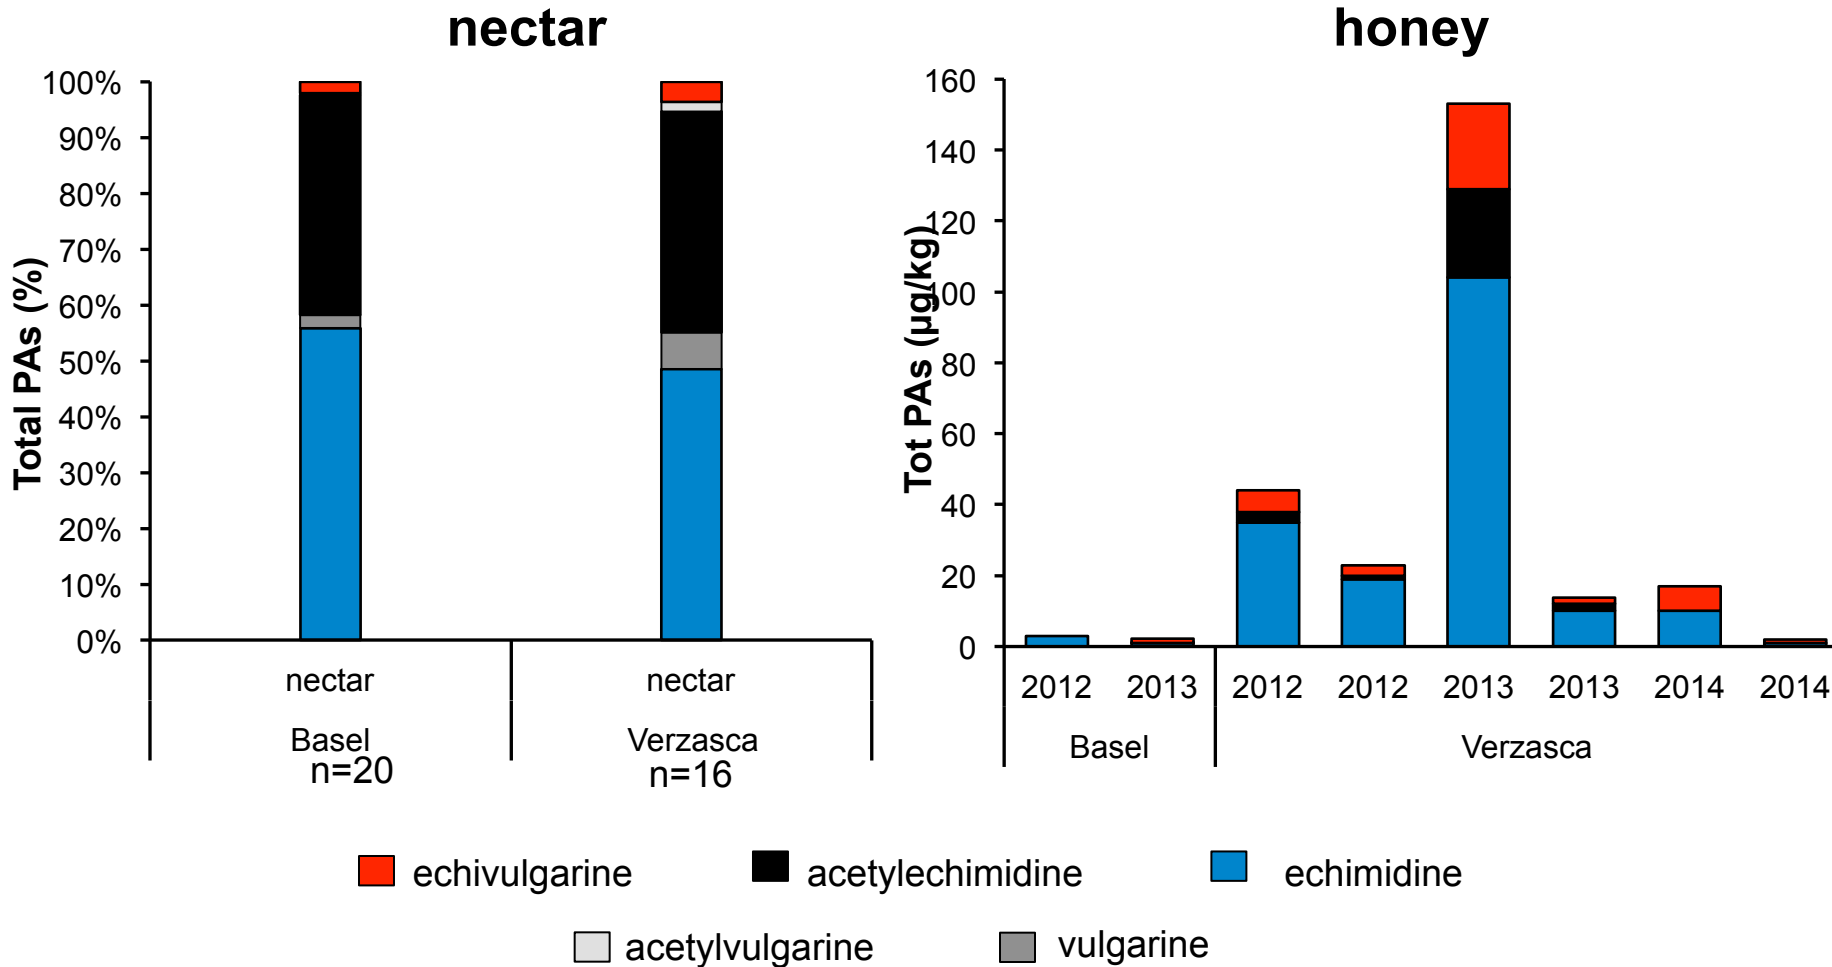 nectar
100%
90%
80%
70%
60%
50%
40%
30%
20%
10%
0%
Total PAs (%)
nectar
nectar
Basel
Verzasca
n=20
n=16
honey
160
140
120
100
80
60
40
20
0
Tot PAs (µg/kg)
2012
2013
2012
2012
2013
2013
2014
2014
Basel
Verzasca
echivulgarine
acetylechimidine
echimidine
acetylvulgarine
vulgarine